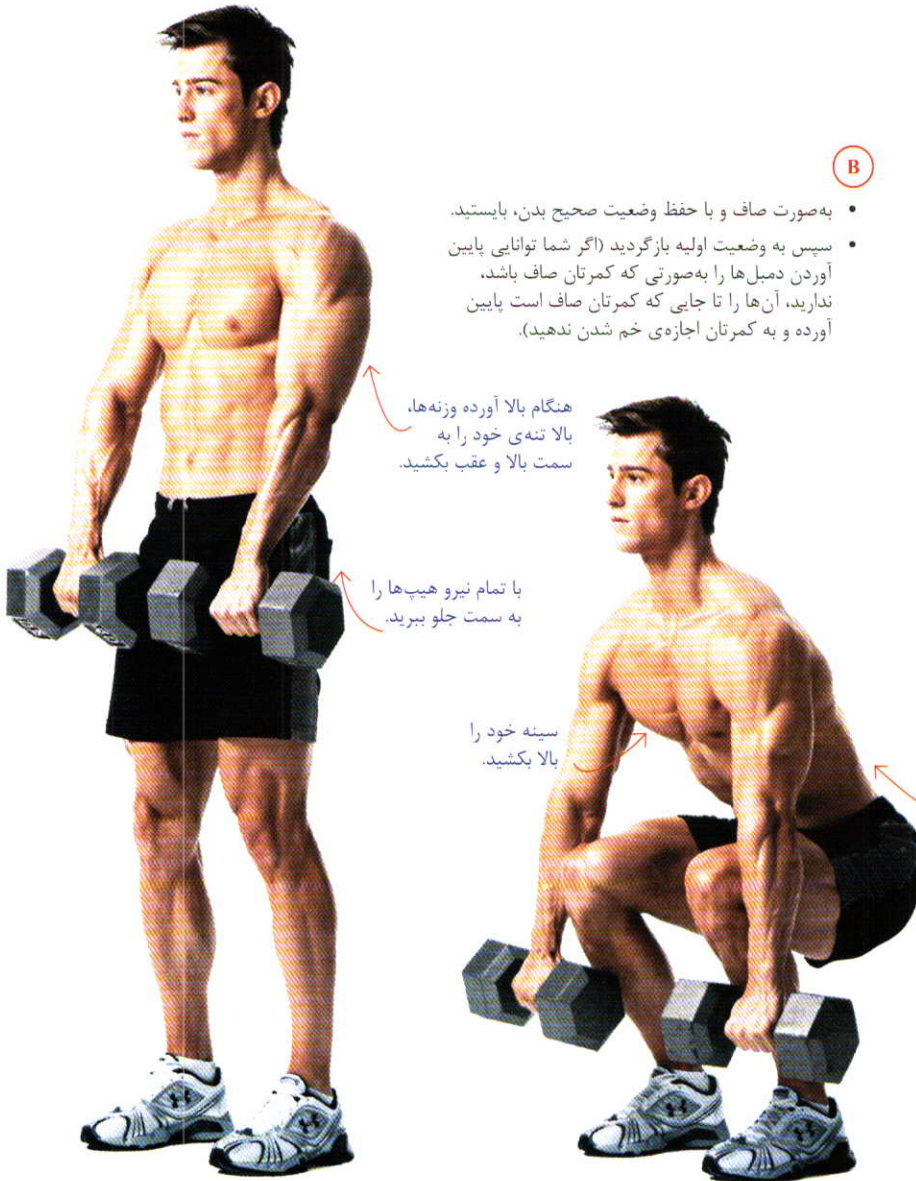 B
• به‌صورت صاف و با حفظ وضعیت صحیح بدن، بایستید.
• سپس به وضعیت اولیه بازگردید (اگر شما توانایی پایین
آوردن دمبل‌ها را به‌صورتی که کمرتان صاف باشد،
ندارید، آن‌ها را تا جایی که کمرتان صاف است پایین
آورده و به کمرتان اجازه‌ی خم شدن ندهید).
هنگام بالا آورده وزنه‌ها،
بالا تنه‌ی خود را به
سمت بالا و عقب بکشید.
با تمام نیرو هیپ‌ها را
به سمت جلو ببرید.
سینه خود را
بالا بکشید.